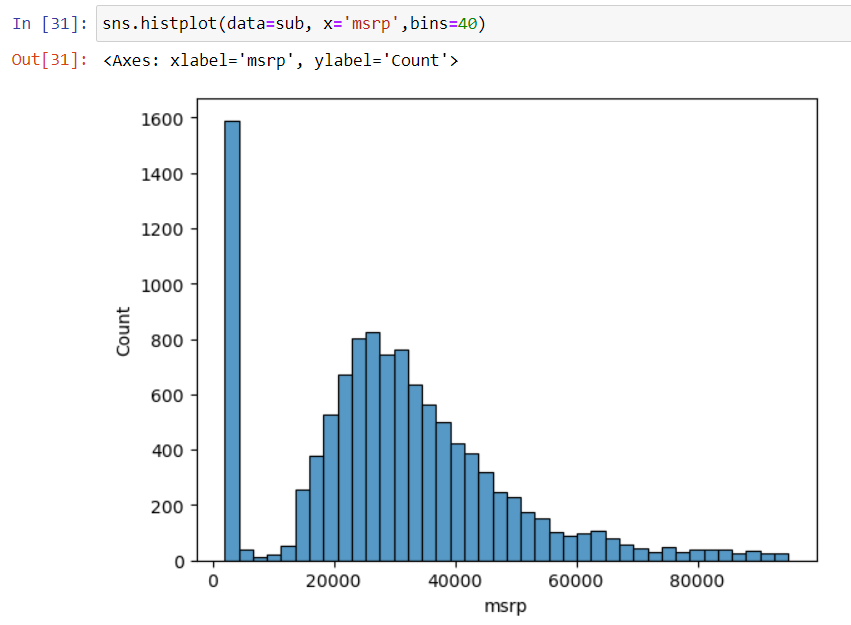 In [31]: sns.histplot(data=sub, x='msrp',bins=40)
Out[31]: <Axes: xlabel='msrp', ylabel='Count'>
1600
1400
1200
1000
800
600
400
200
0
Count
0 20000 40000 60000 80000
msrp